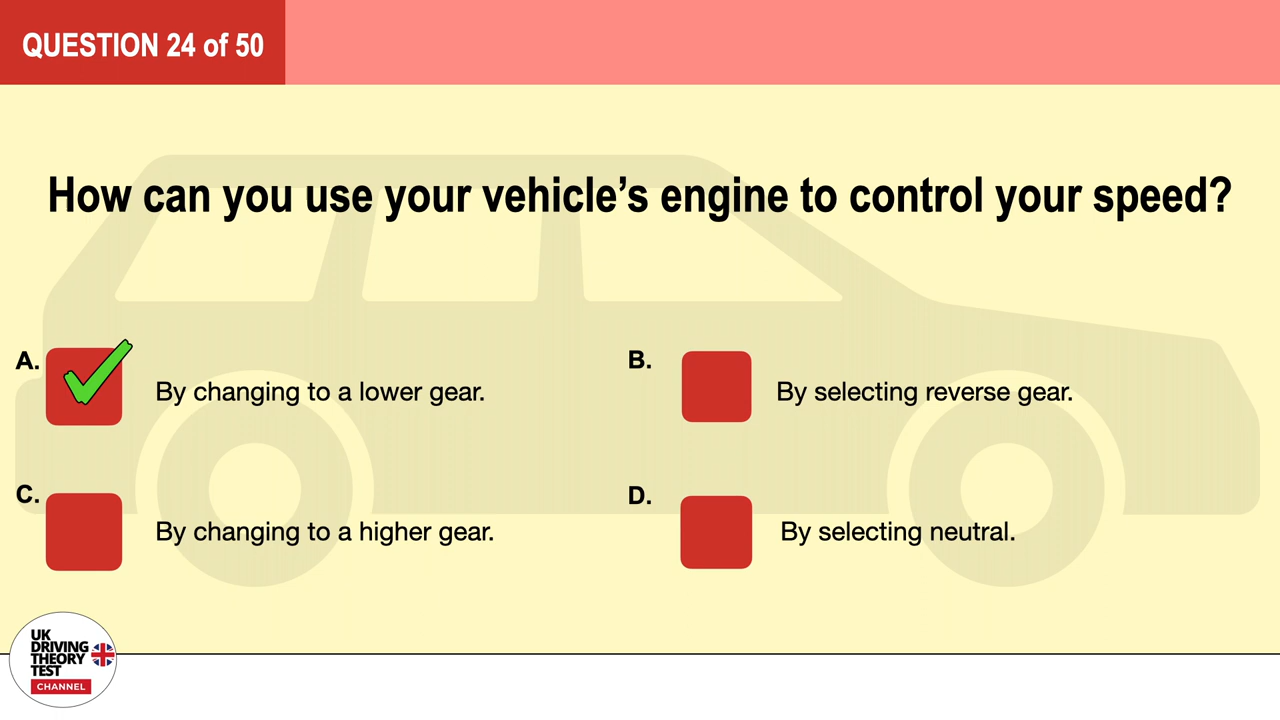 QUESTION 24 of 50
How can you use your vehicle’s engine to control your speed?
A.
By changing to a lower gear.
B.
By selecting reverse gear.
C.
By changing to a higher gear.
D.
By selecting neutral.
UK
DRIVING
THEORY
TEST
CHANNEL